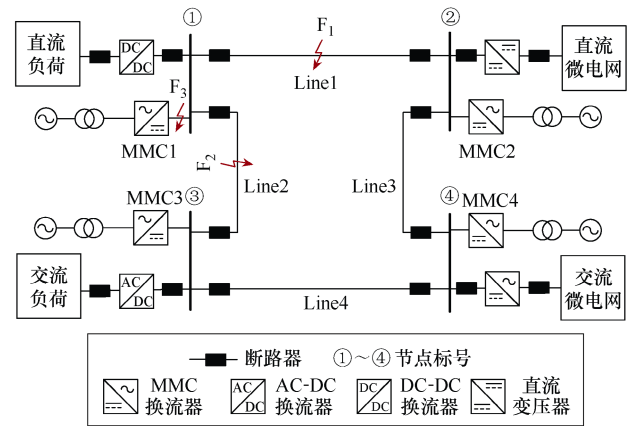 ① ②
直流
负荷
DC
DC
F1
Line1
直流
微电网
MMC1
F3
MMC2
F2
Line2
Line3
MMC3 ③
④ MMC4
交流
负荷
AC
DC
Line4
交流
微电网
断路器 ①～④ 节点标号
MMC
换流器
AC
DC
AC-DC
换流器
DC
DC
DC-DC
换流器
直流
变压器